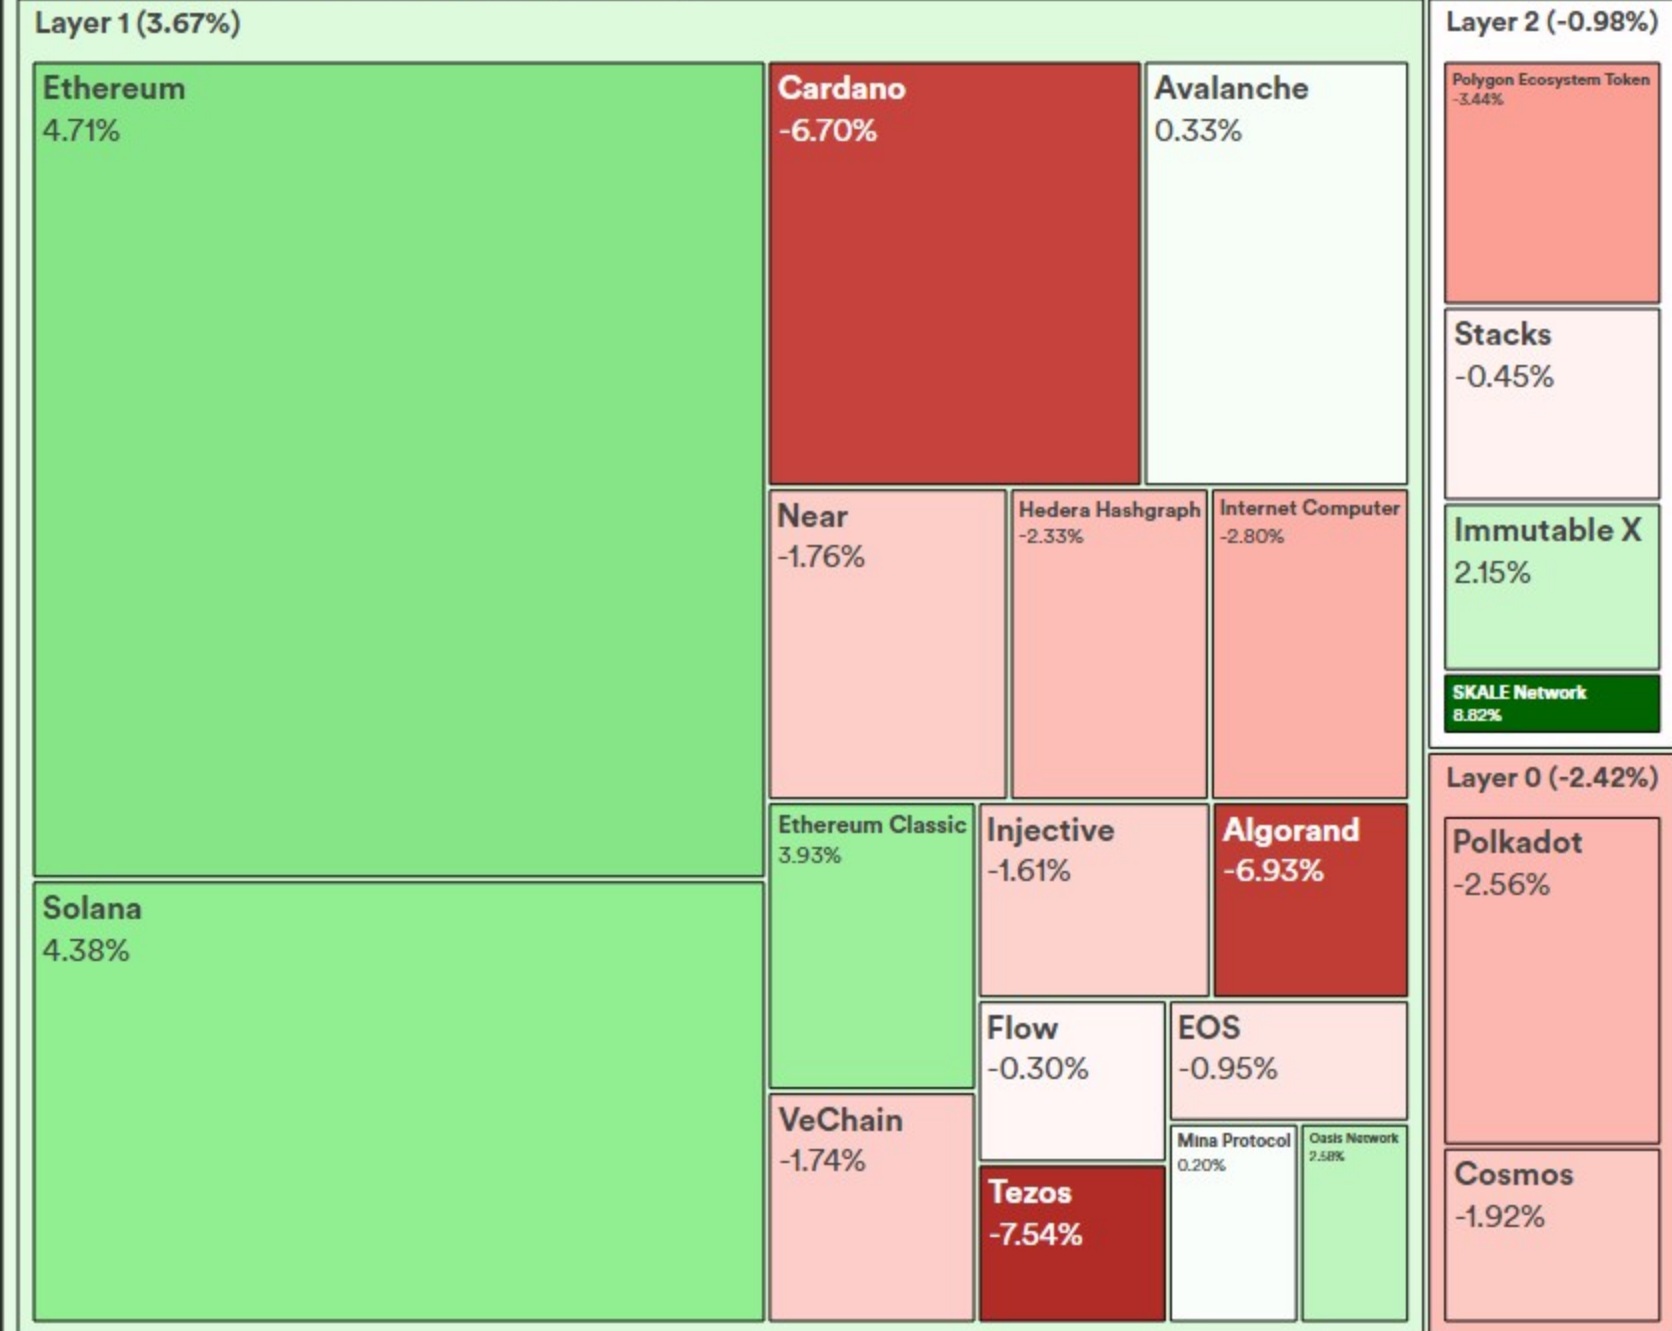 Layer 1 (3.67%)
Ethereum
4.71%
Solana
4.38%
Cardano
-6.70%
Avalanche
0.33%
Near
-1.76%
Hedera Hashgraph
-2.33%
Internet Computer
-2.80%
Ethereum Classic
3.93%
Injective
-1.61%
Algorand
-6.93%
VeChain
-1.74%
Flow
-0.30%
EOS
-0.95%
Tezos
-7.54%
Mina Protocol
0.20%
Oasis Network
2.58%
Layer 2 (-0.98%)
Polygon Ecosystem Token
-3.44%
Stacks
-0.45%
Immutable X
2.15%
SKALE Network
8.82%
Layer 0 (-2.42%)
Polkadot
-2.56%
Cosmos
-1.92%